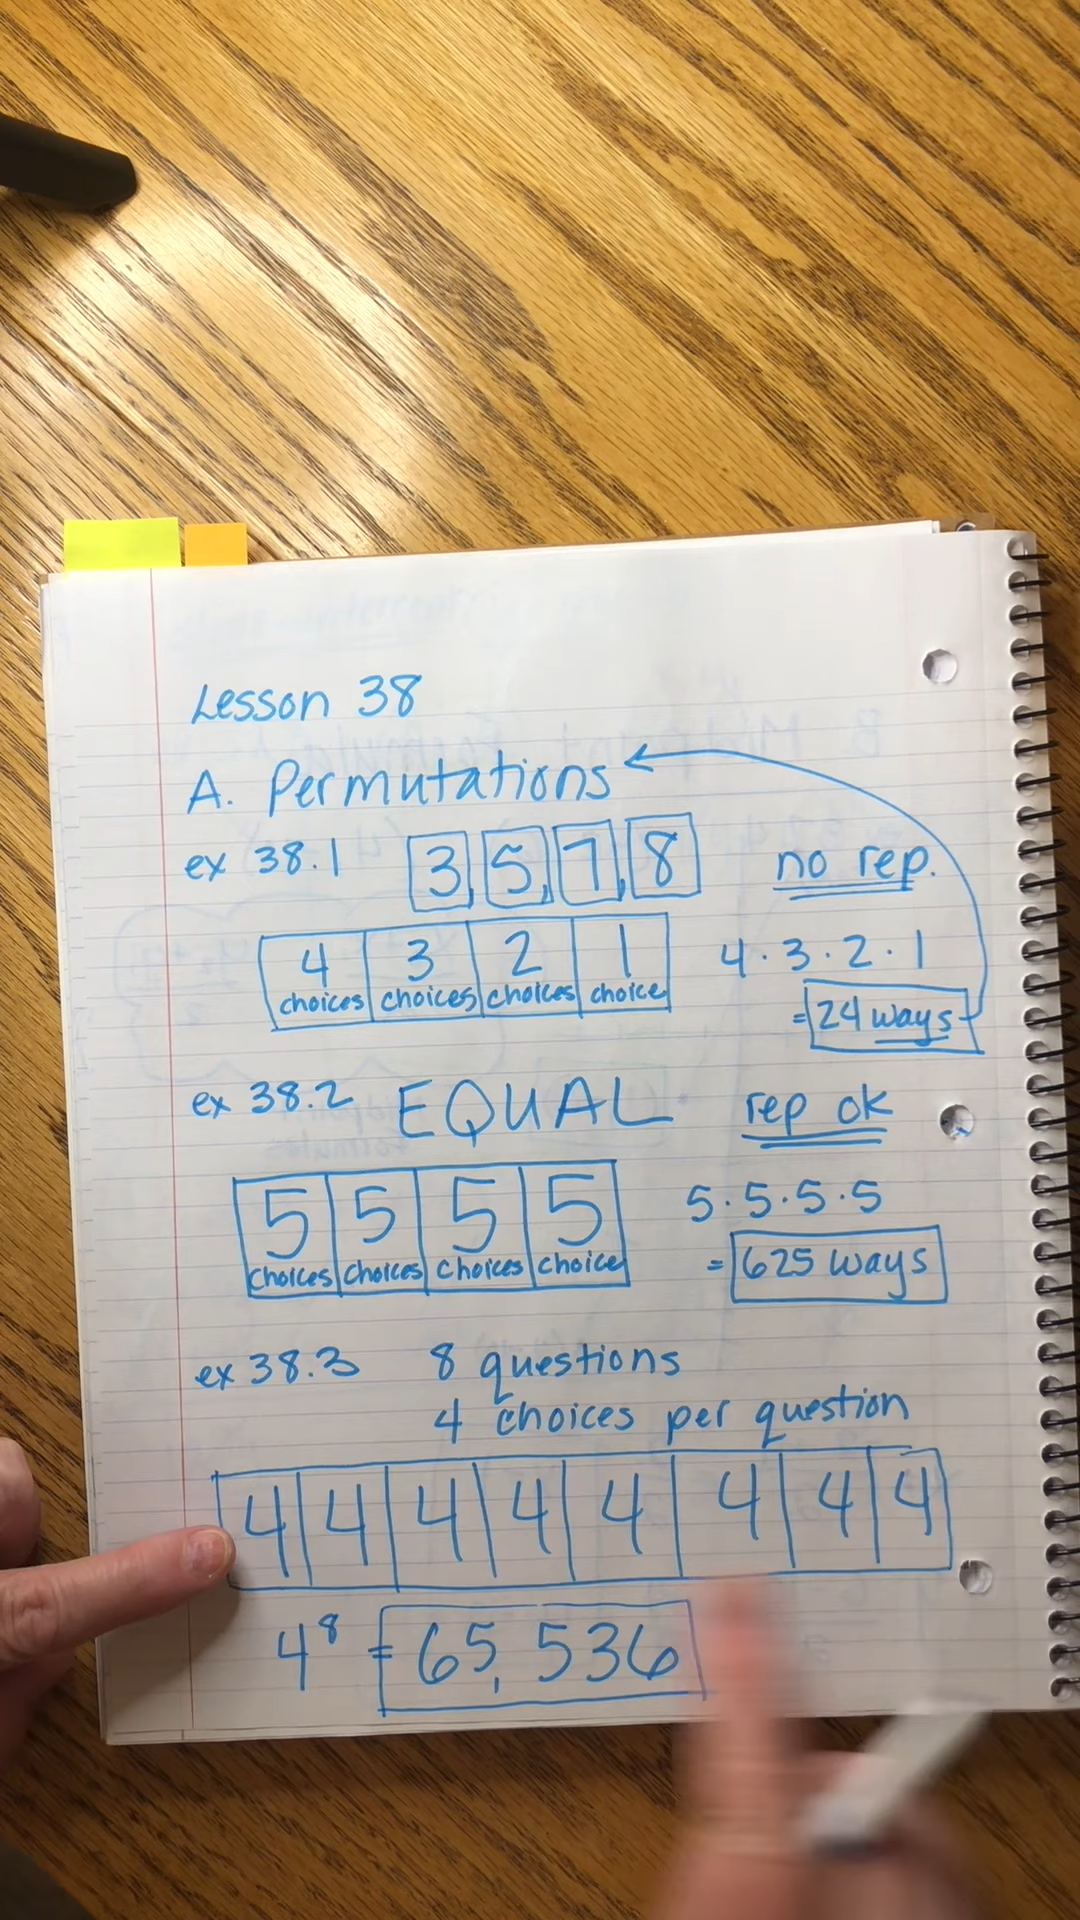 Lesson 38
A. Permutations
ex 38.1 3, 5, 7, 8 no rep.
4 choices 3 choices 2 choices 1 choice 4 · 3 · 2 · 1
= 24 ways
ex 38.2 EQUAL rep ok
5 choices 5 choices 5 choices 5 choice 5 · 5 · 5 · 5
= 625 ways
ex 38.3 8 questions
4 choices per question
4 4 4 4 4 4 4 4
4⁸ = 65,536